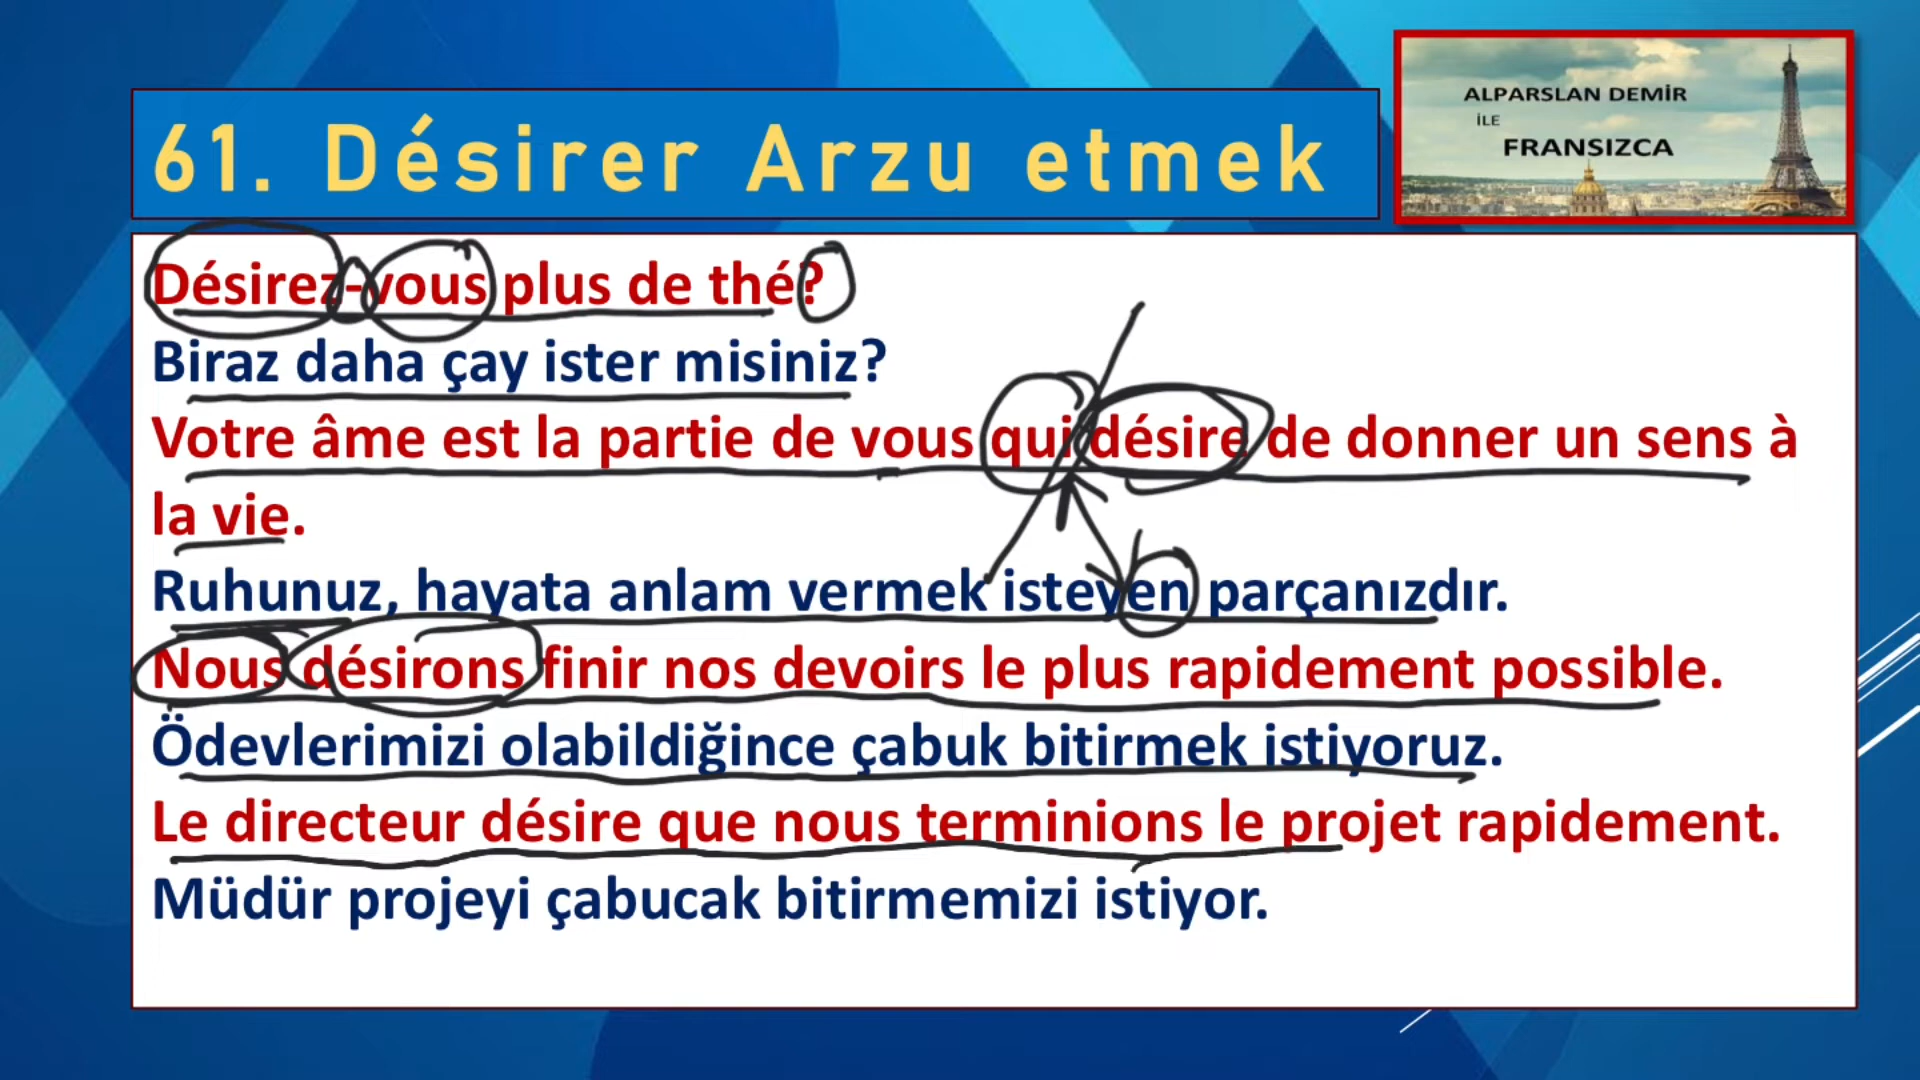 ALPARSLAN DEMİR
İLE
FRANSIZCA
61. Désirer Arzu etmek
Désirez-vous plus de thé?
Biraz daha çay ister misiniz?
Votre âme est la partie de vous qui désire de donner un sens à
la vie.
Ruhunuz, hayata anlam vermek isteyen parçanızdır.
Nous désirons finir nos devoirs le plus rapidement possible.
Ödevlerimizi olabildiğince çabuk bitirmek istiyoruz.
Le directeur désire que nous terminions le projet rapidement.
Müdür projeyi çabucak bitirmemizi istiyor.